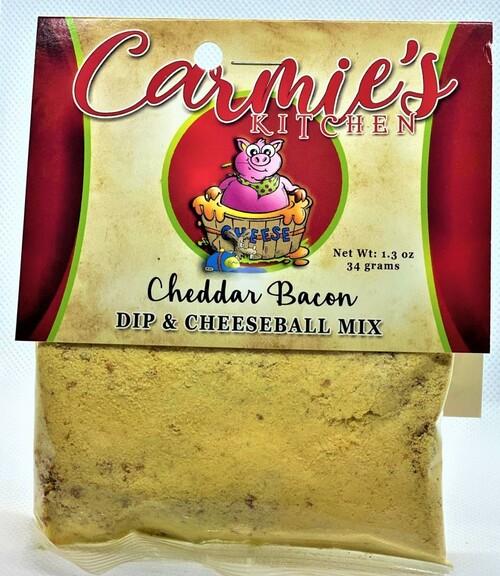 Carmie's
KITCHEN
CHEESE
Net Wt: 1.3 oz
34 grams
Cheddar Bacon
DIP & CHEESEBALL MIX